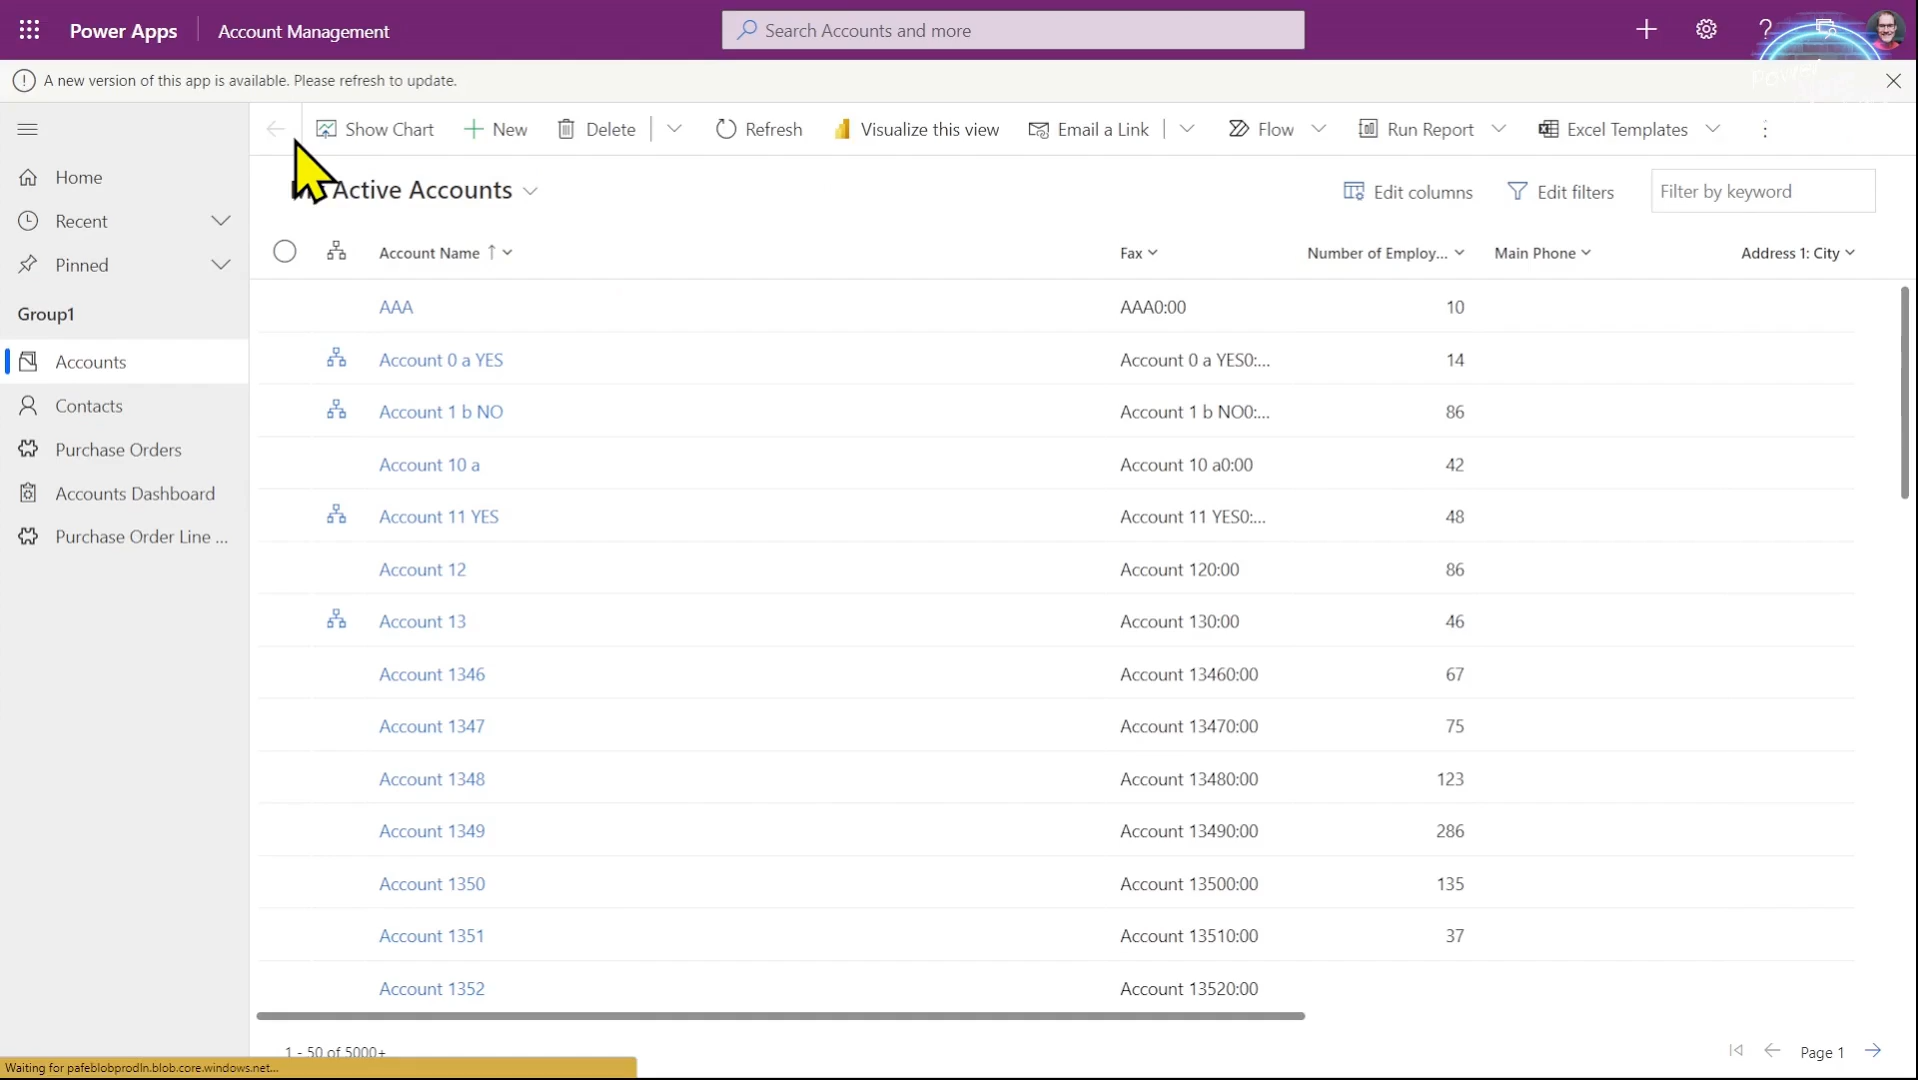 Power Apps Account Management Search Accounts and more
A new version of this app is available. Please refresh to update.
Show Chart New Delete Refresh Visualize this view Email a Link Flow Run Report Excel Templates
Home
Recent
Pinned
Group1
Accounts
Contacts
Purchase Orders
Accounts Dashboard
Purchase Order Line ...
Active Accounts Edit columns Edit filters Filter by keyword
Account Name Fax Number of Employ... Main Phone Address 1: City
AAA AAA0:00 10
Account 0 a YES Account 0 a YES0:... 14
Account 1 b NO Account 1 b NO0:... 86
Account 10 a Account 10 a0:00 42
Account 11 YES Account 11 YES0:... 48
Account 12 Account 120:00 86
Account 13 Account 130:00 46
Account 1346 Account 13460:00 67
Account 1347 Account 13470:00 75
Account 1348 Account 13480:00 123
Account 1349 Account 13490:00 286
Account 1350 Account 13500:00 135
Account 1351 Account 13510:00 37
Account 1352 Account 13520:00
1 - 50 of 5000+ Page 1
Waiting for pafeblobprodln.blob.core.windows.net...